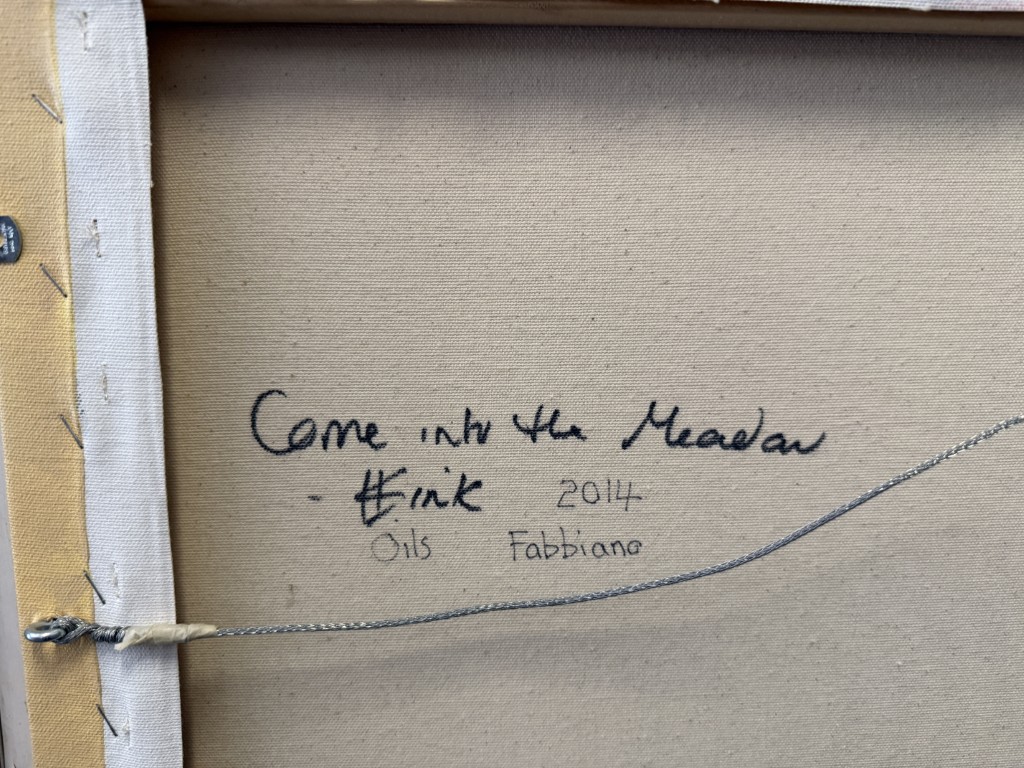 Come into the Meadow
- Fink 2014
Oils Fabbiano